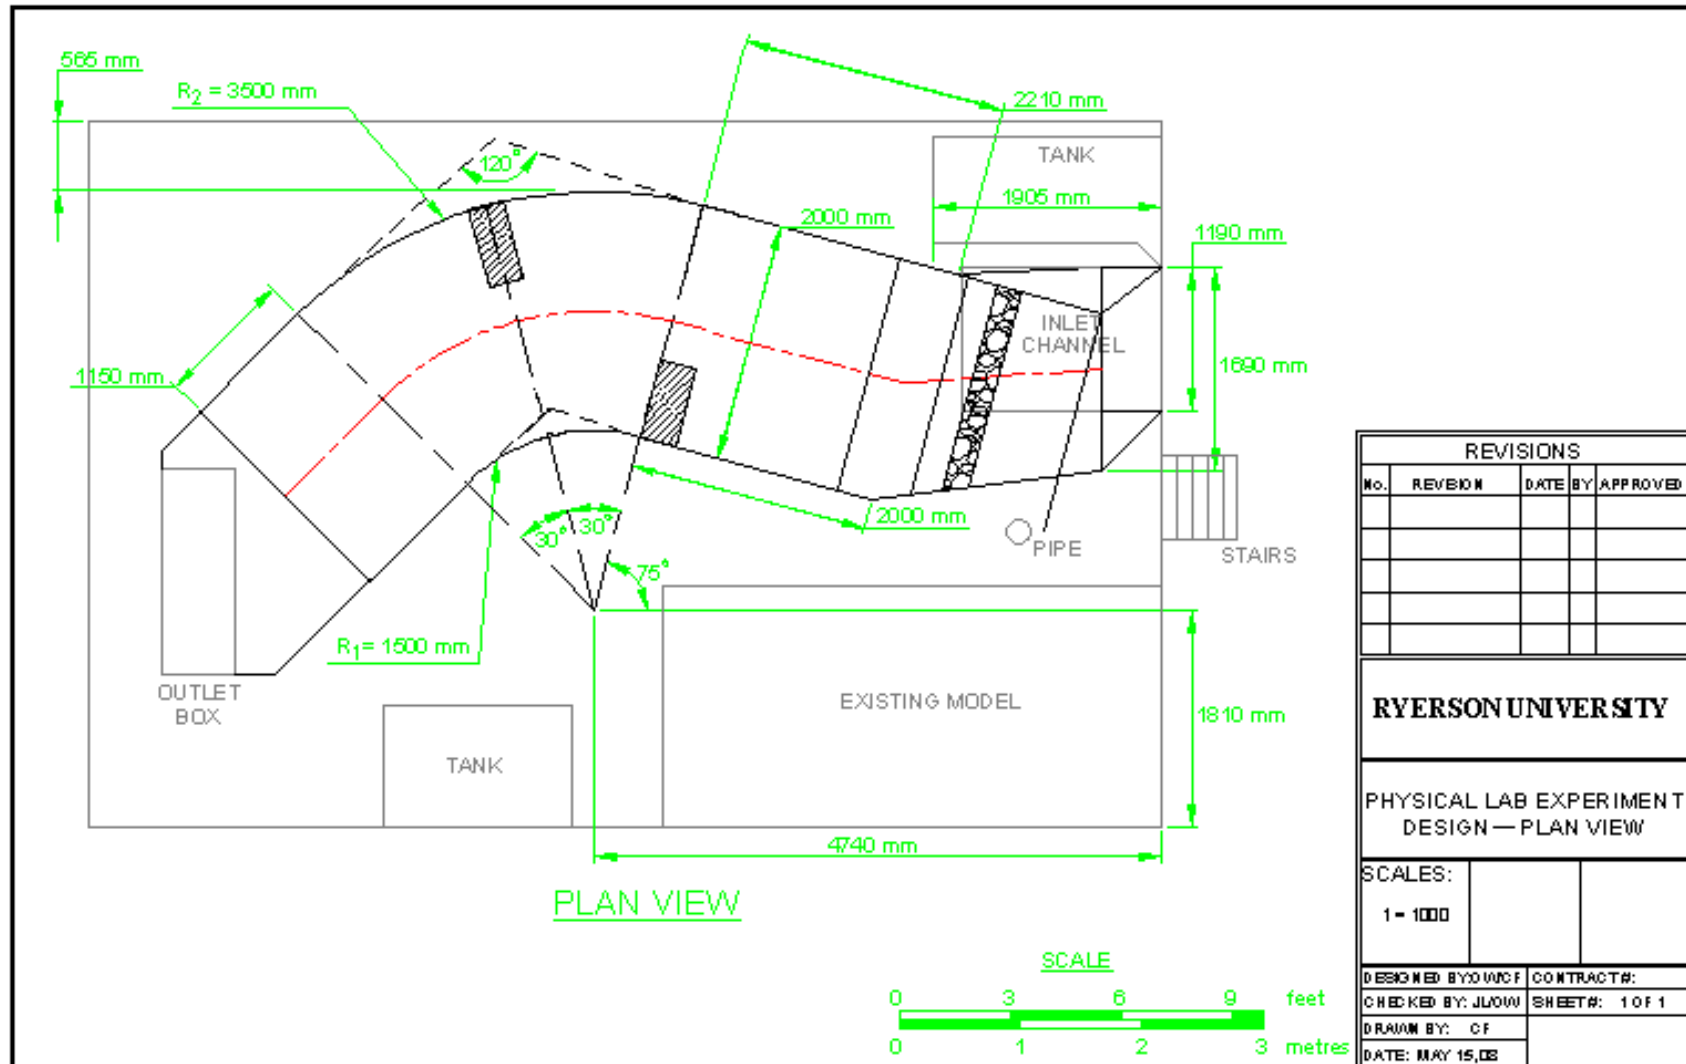 565 mm
R2 = 3500 mm
120°
2210 mm
TANK
1905 mm
2000 mm
1190 mm
INLET
CHANNEL
1150 mm
1690 mm
2000 mm
30°
30°
PIPE
STAIRS
75°
R1= 1500 mm
OUTLET
BOX
EXISTING MODEL
1810 mm
TANK
4740 mm
PLAN VIEW
SCALE
0 3 6 9 feet
0 1 2 3 metres
REVISIONS
No. REVISION DATE BY APPROVED
RYERSON UNIVERSITY
PHYSICAL LAB EXPERIMENT
DESIGN — PLAN VIEW
SCALES:
1 = 1000
DESIGNED BY: CONTRACT#:
CHECKED BY: SHEET#: 1 OF 1
DRAWN BY: CF
DATE: MAY 15,08